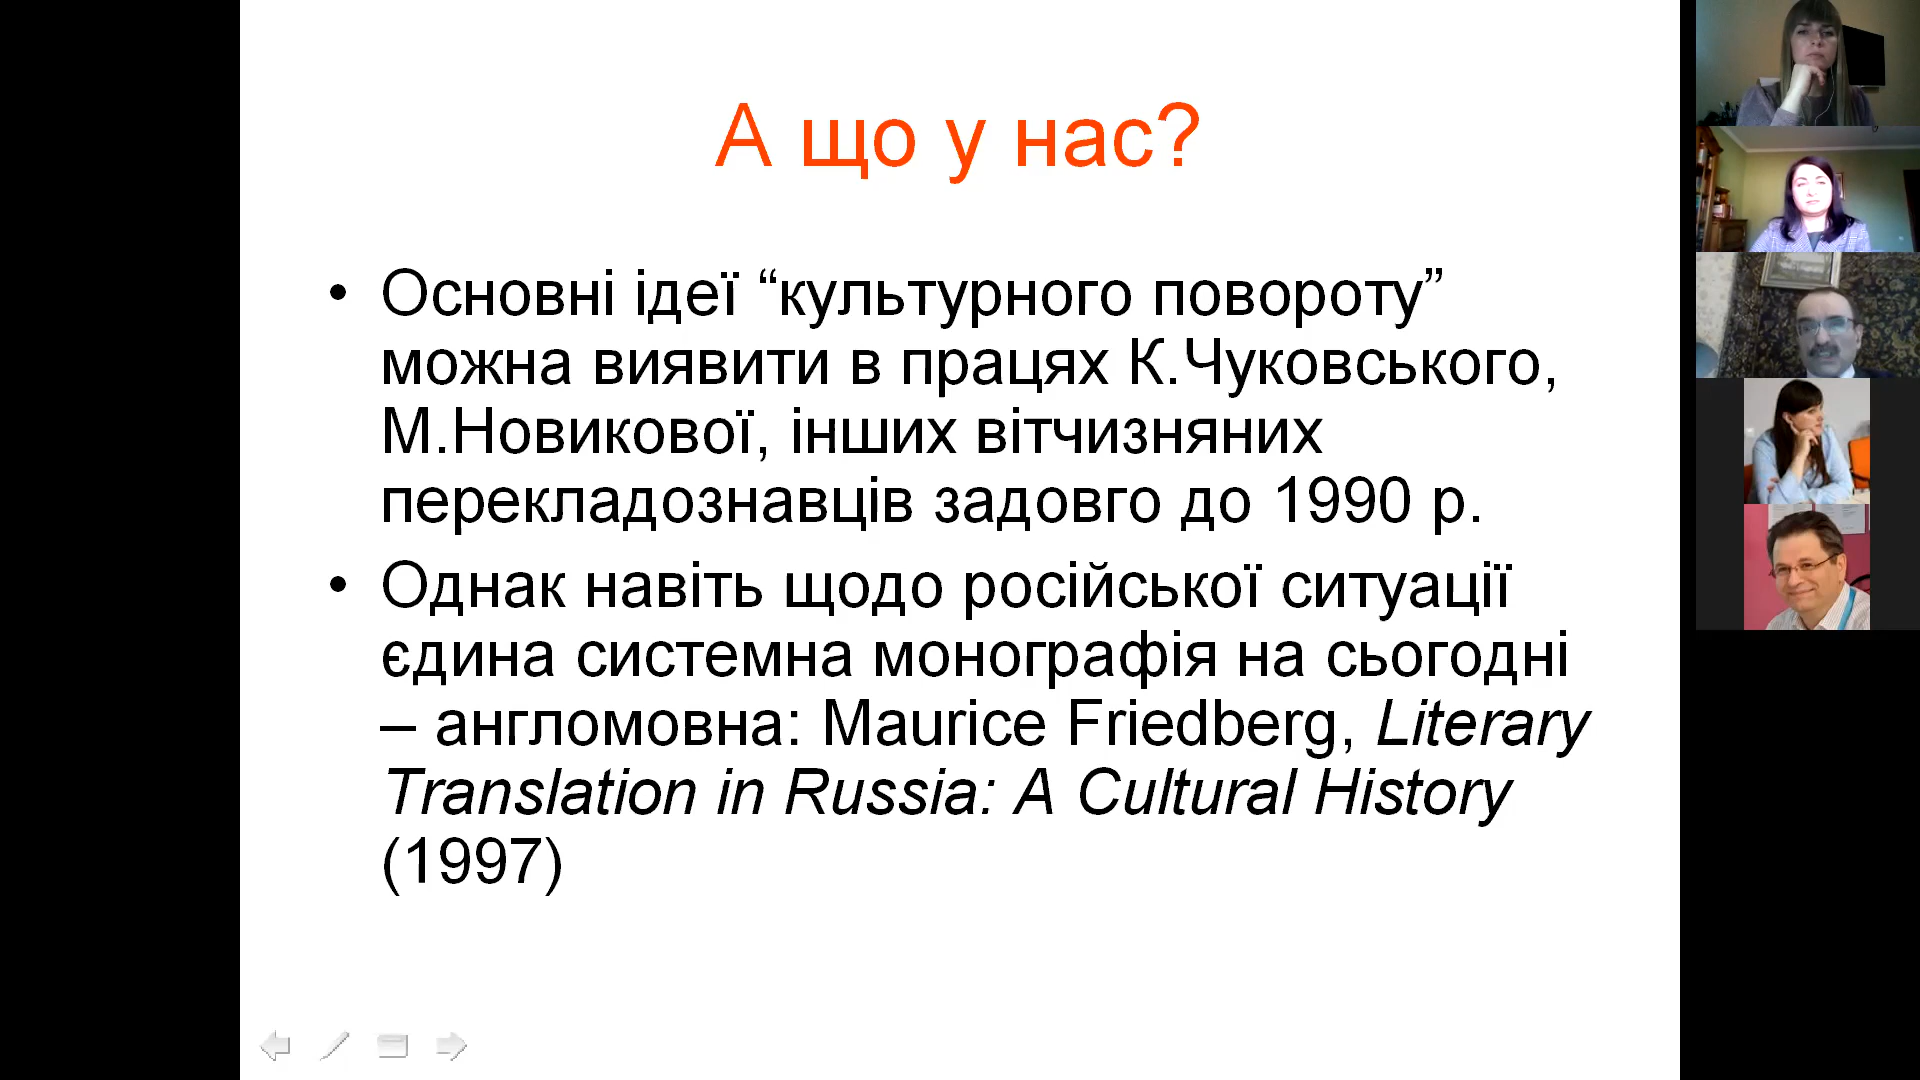 А що у нас?
• Основні ідеї “культурного повороту”
можна виявити в працях К.Чуковського,
М.Новикової, інших вітчизняних
перекладознавців задовго до 1990 р.
• Однак навіть щодо російської ситуації
єдина системна монографія на сьогодні
– англомовна: Maurice Friedberg, Literary
Translation in Russia: A Cultural History
(1997)